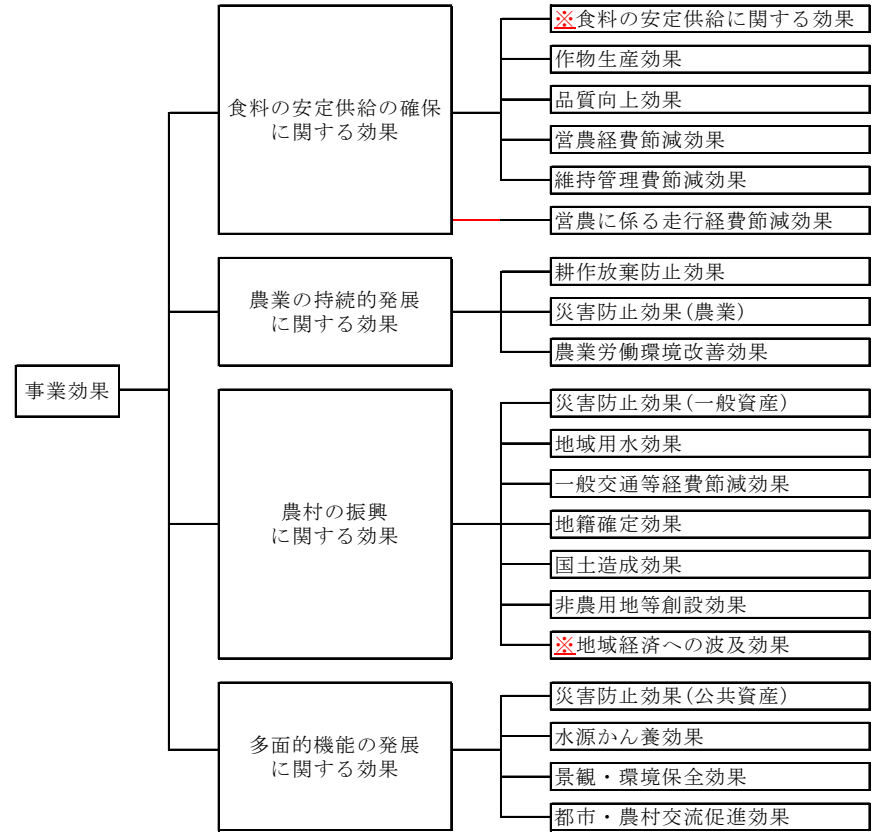 事業効果
食料の安定供給の確保
に関する効果
※食料の安定供給に関する効果
作物生産効果
品質向上効果
営農経費節減効果
維持管理費節減効果
営農に係る走行経費節減効果
農業の持続的発展
に関する効果
耕作放棄防止効果
災害防止効果(農業)
農業労働環境改善効果
農村の振興
に関する効果
災害防止効果(一般資産)
地域用水効果
一般交通等経費節減効果
地籍確定効果
国土造成効果
非農用地等創設効果
※地域経済への波及効果
多面的機能の発展
に関する効果
災害防止効果(公共資産)
水源かん養効果
景観・環境保全効果
都市・農村交流促進効果